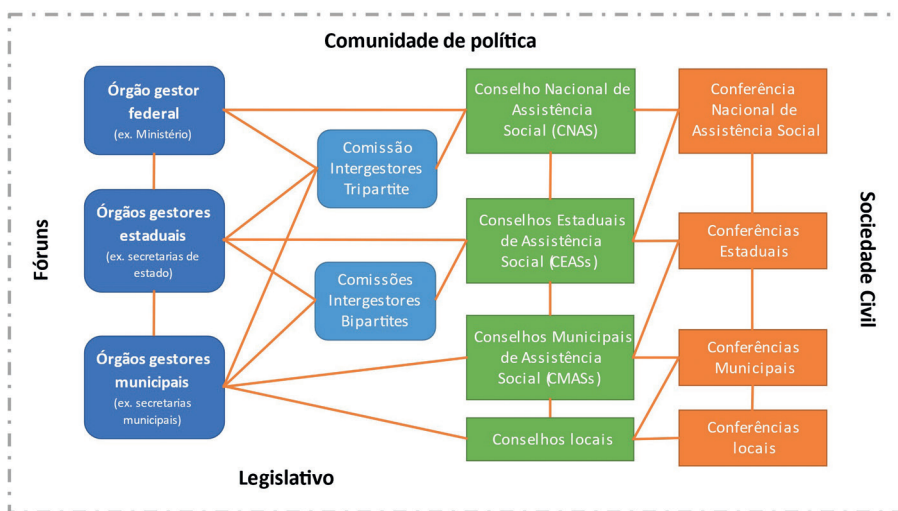 Comunidade de política
Órgão gestor
federal
(ex. Ministério)
Comissão
Intergestores
Tripartite
Conselho Nacional de
Assistência
Social (CNAS)
Conferência
Nacional de
Assistência Social
Fóruns
Órgãos gestores
estaduais
(ex. secretarias de
estado)
Comissões
Intergestores
Bipartites
Conselhos Estaduais
de Assistência
Social (CEASs)
Conferências
Estaduais
Sociedade Civil
Órgãos gestores
municipais
(ex. secretarias
municipais)
Conselhos Municipais
de Assistência
Social (CMASs)
Conferências
Municipais
Conselhos locais
Conferências
locais
Legislativo